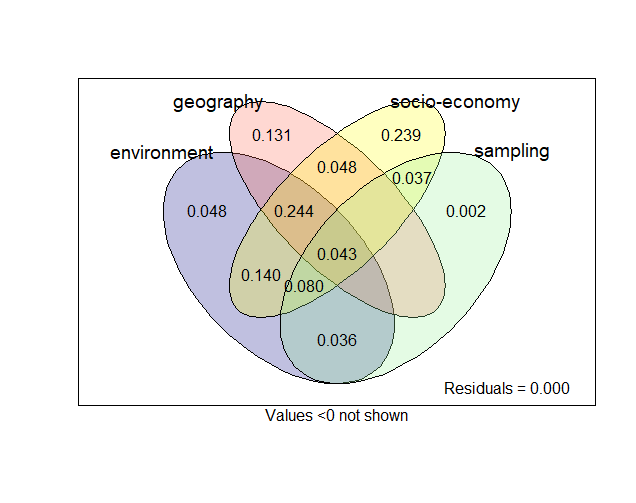 geography socio-economy
environment sampling
0.131 0.239
0.048
0.037
0.048 0.244 0.002
0.043
0.140
0.080
0.036
Residuals = 0.000
Values <0 not shown